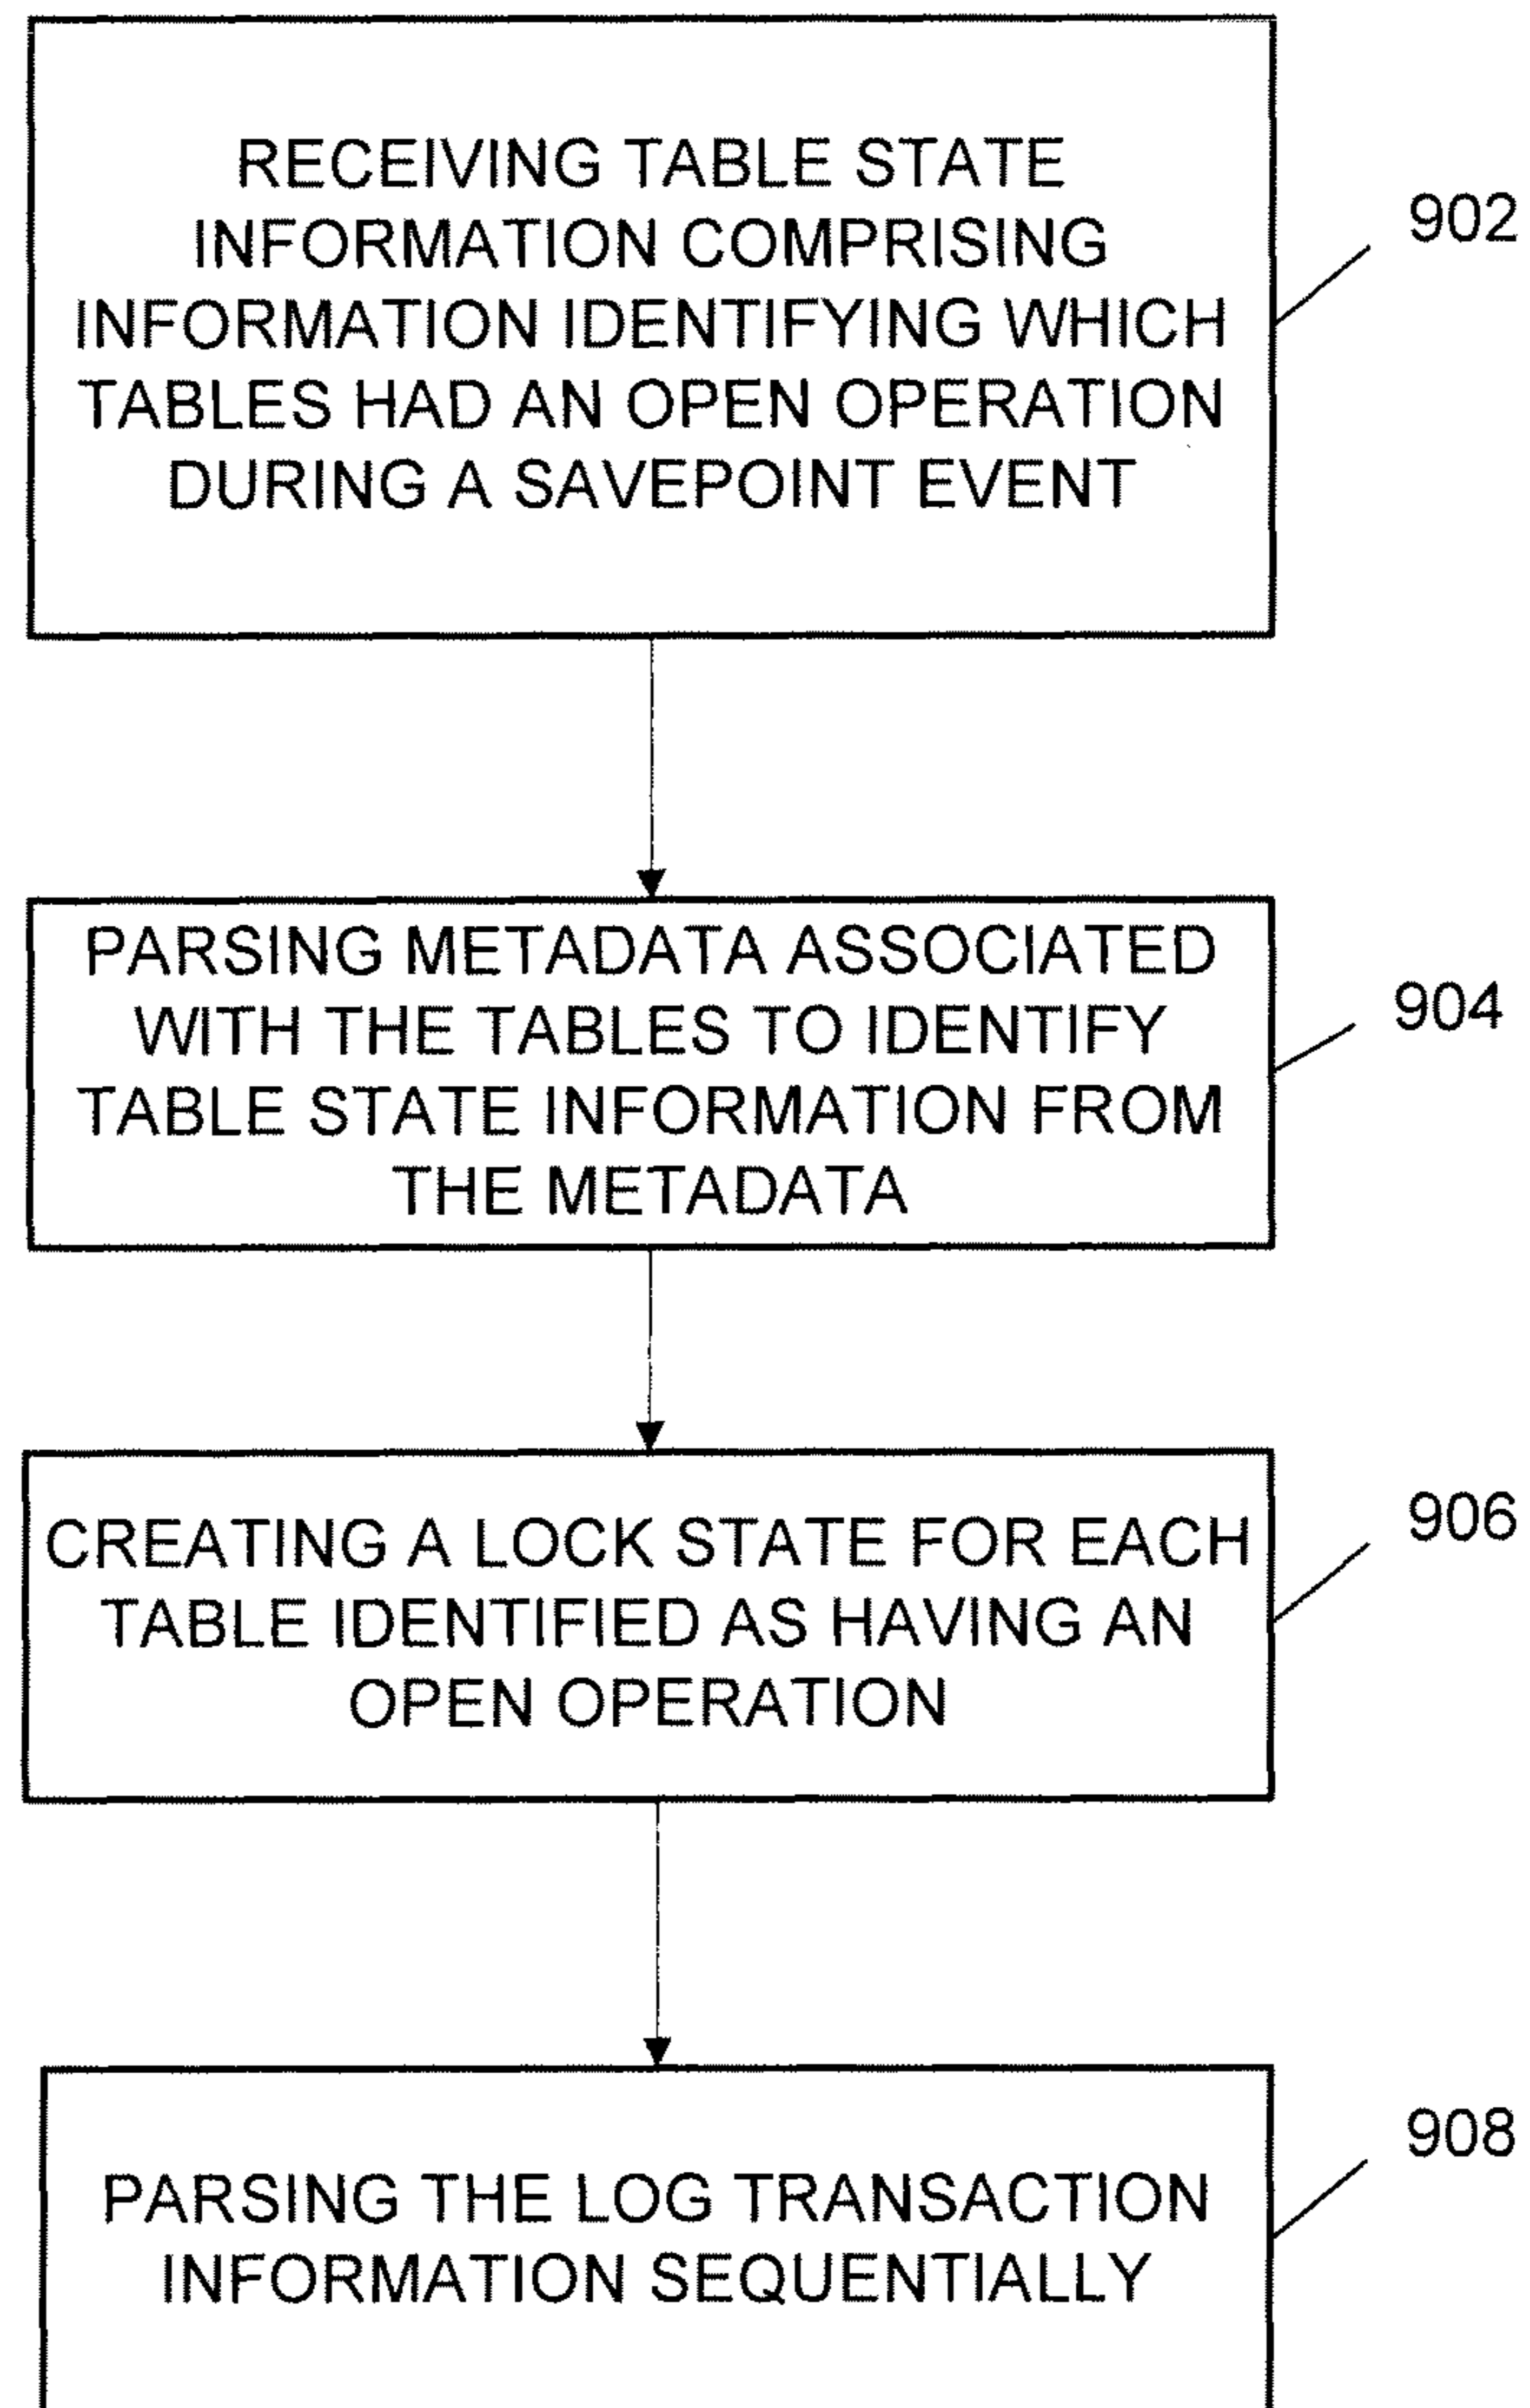 RECEIVING TABLE STATE
INFORMATION COMPRISING
INFORMATION IDENTIFYING WHICH
TABLES HAD AN OPEN OPERATION
DURING A SAVEPOINT EVENT
902
PARSING METADATA ASSOCIATED
WITH THE TABLES TO IDENTIFY
TABLE STATE INFORMATION FROM
THE METADATA
904
CREATING A LOCK STATE FOR EACH
TABLE IDENTIFIED AS HAVING AN
OPEN OPERATION
906
PARSING THE LOG TRANSACTION
INFORMATION SEQUENTIALLY
908